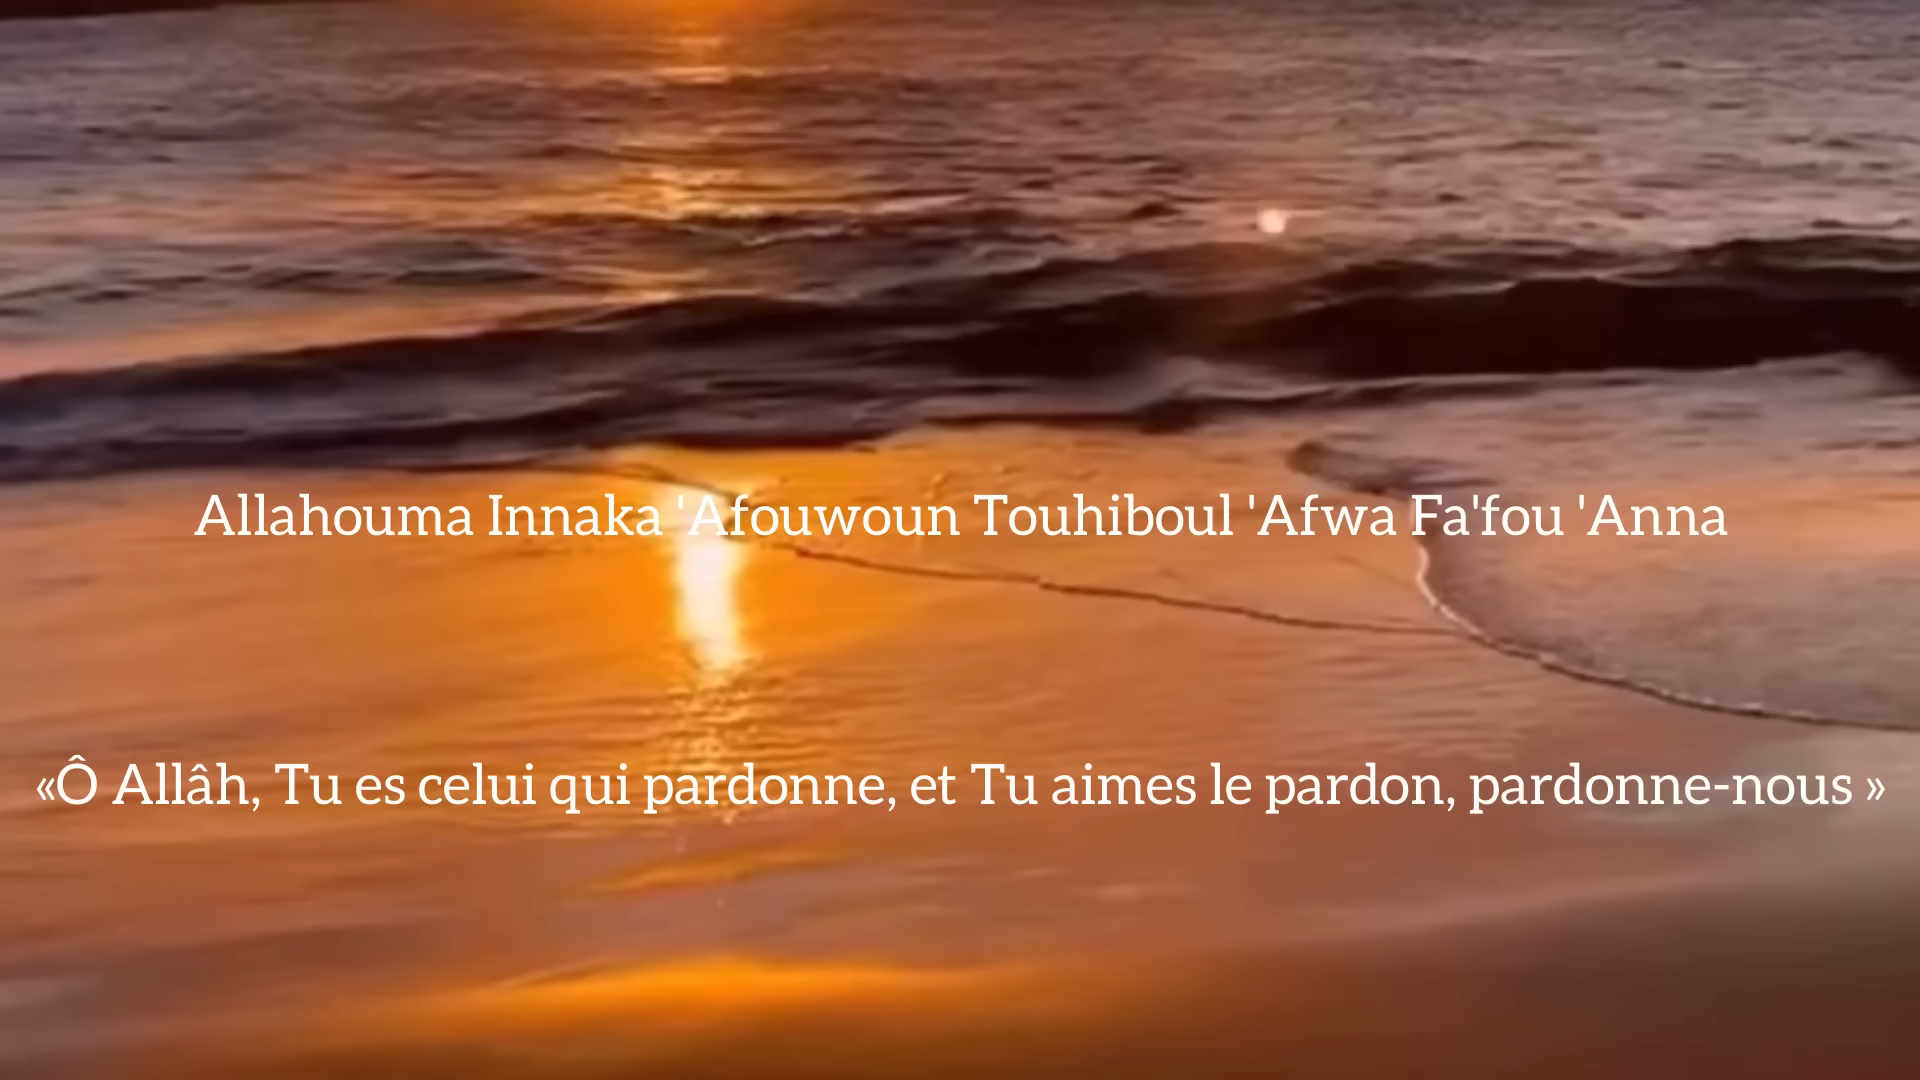 Allahouma Innaka 'Afouwoun Touhiboul 'Afwa Fa'fou 'Anna
«Ô Allâh, Tu es celui qui pardonne, et Tu aimes le pardon, pardonne-nous »